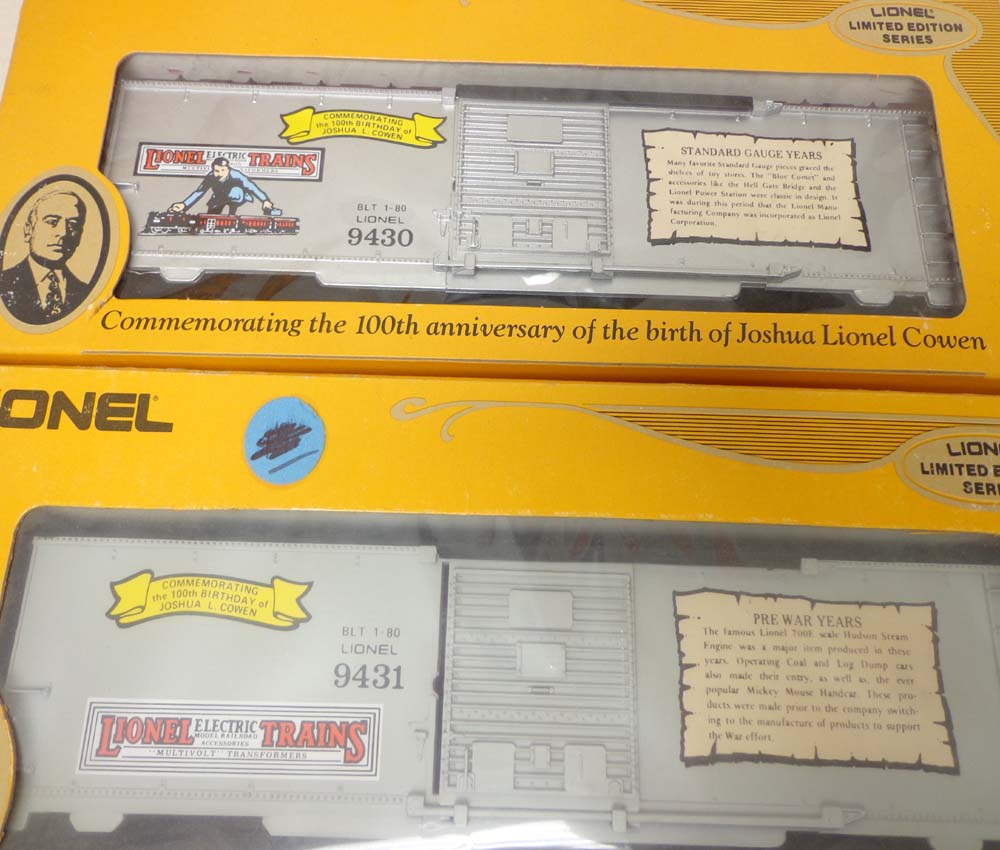 LIONEL
LIMITED EDITION
SERIES
COMMEMORATING
the 100th BIRTHDAY of
JOSHUA L. COWEN
LIONEL ELECTRIC TRAINS
BLT 1-80
LIONEL
9430
STANDARD GAUGE YEARS
Many favorite Standard Gauge pieces graced the
shelves of toy stores. The "Blue Comet" and
accessories like the Hell Gate Bridge and the
Lionel Power Station were classic in design. It
was during this period that the Lionel Manu-
facturing Company was incorporated as Lionel
Corporation.
Commemorating the 100th anniversary of the birth of Joshua Lionel Cowen
ONEL
LION
LIMITED E
SERI
COMMEMORATING
the 100th BIRTHDAY of
JOSHUA L. COWEN
BLT 1-80
LIONEL
9431
LIONEL ELECTRIC TRAINS
MODEL RAILROAD
ACCESSORIES
"MULTIVOLT" TRANSFORMERS
PRE WAR YEARS
The famous Lionel 700E scale Hudson Steam
Engine was a major item produced in these
years. Operating Coal and Log Dump cars
also made their entry, as well as, the ever
popular Mickey Mouse Handcar. These pro-
ducts were made prior to the company switch-
ing to the manufacture of products to support
the War effort.